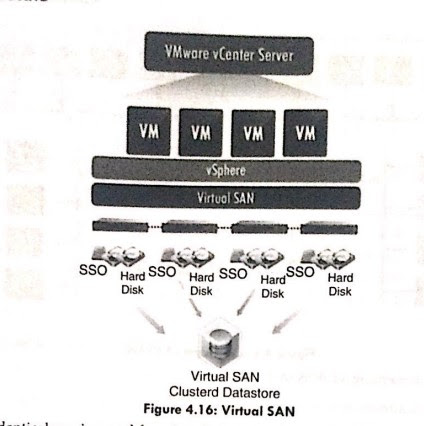 VMware vCenter Server
VM VM VM VM
vSphere
Virtual SAN
SSO Hard Disk SSO Hard Disk SSO Hard Disk SSO Hard Disk
Virtual SAN
Clusterd Datastore
Figure 4.16: Virtual SAN